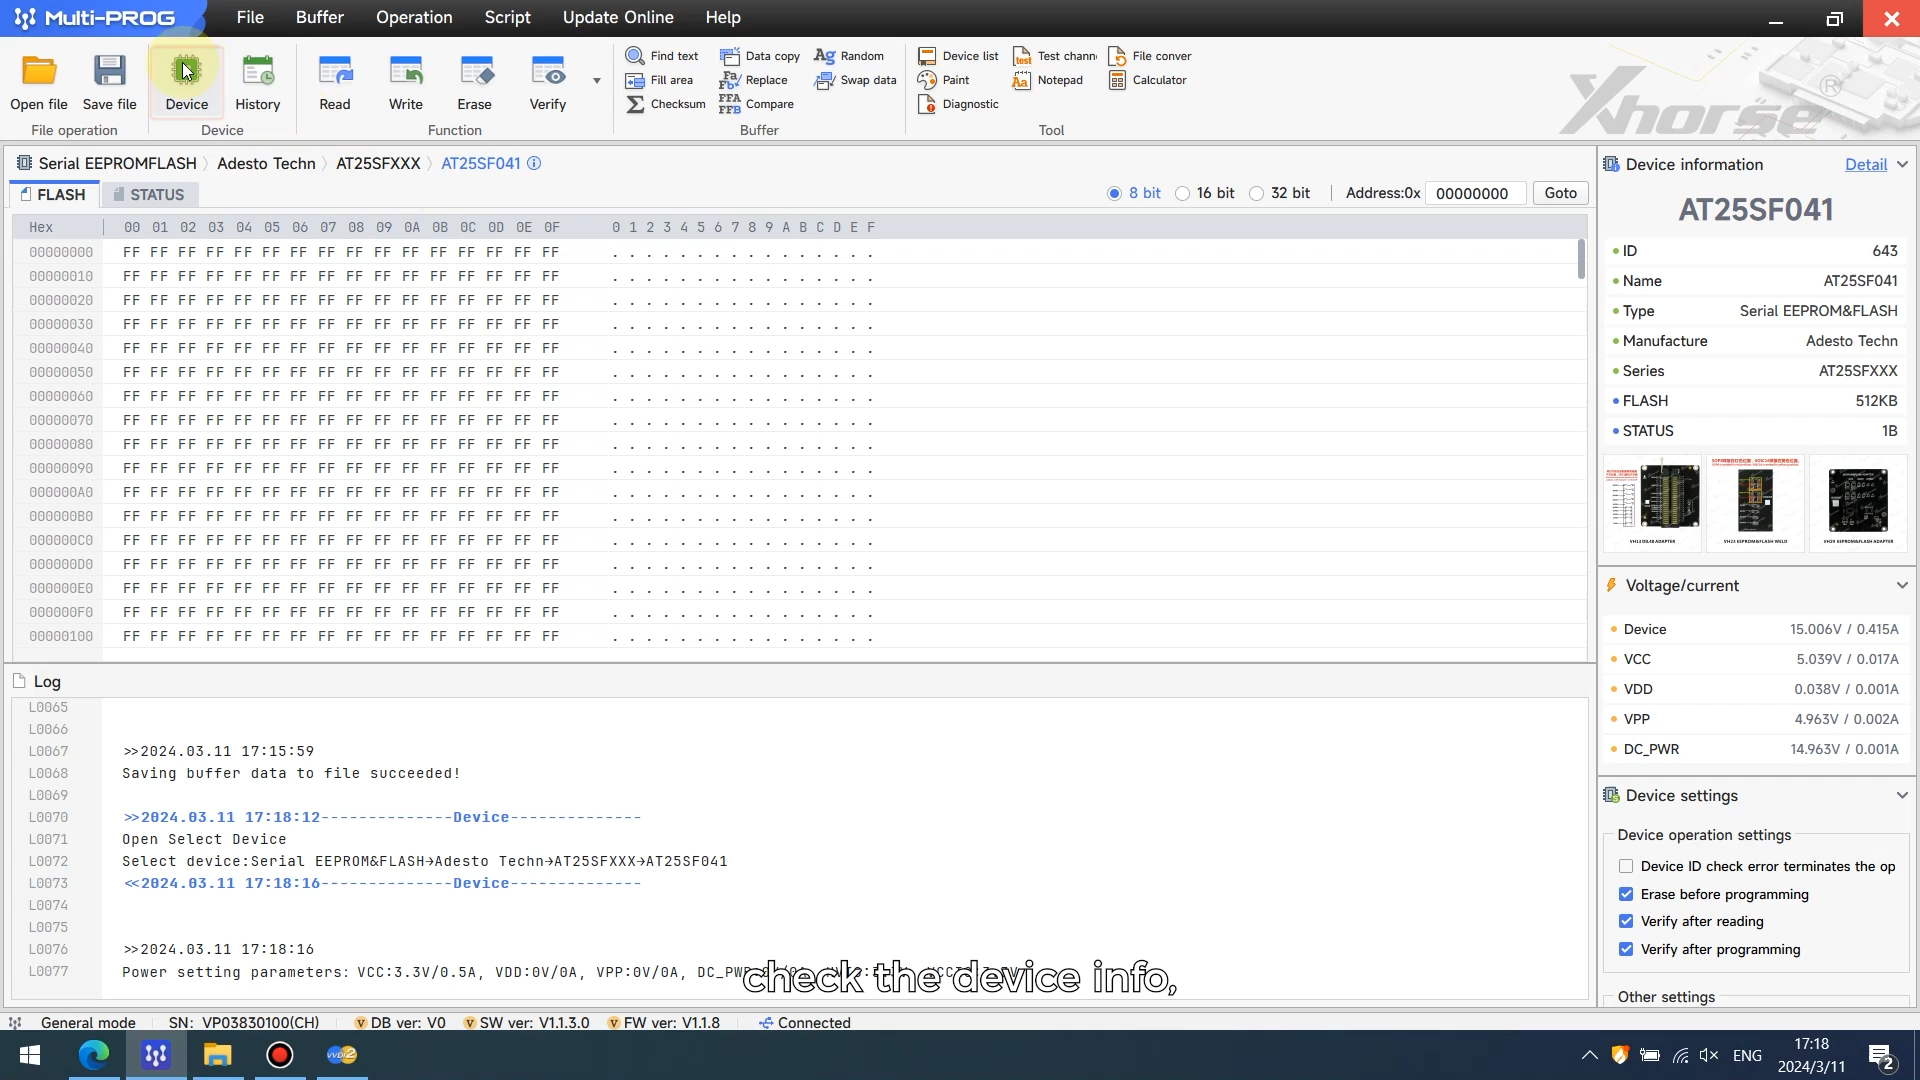 Multi-PROG File Buffer Operation Script Update Online Help
Find text Data copy Random Device list Test chann File conver
Fill area Replace Swap data Paint Notepad Calculator
Open file Save file Device History Read Write Erase Verify Checksum Compare Diagnostic
File operation Device Function Buffer Tool
Xhorse®
Serial EEPROMFLASH Adesto Techn AT25SFXXX AT25SF041
FLASH STATUS 8 bit 16 bit 32 bit Address:0x 00000000 Goto
Hex 00 01 02 03 04 05 06 07 08 09 0A 0B 0C 0D 0E 0F 0 1 2 3 4 5 6 7 8 9 A B C D E F
00000000 FF FF FF FF FF FF FF FF FF FF FF FF FF FF FF FF . . . . . . . . . . . . . . . .
00000010 FF FF FF FF FF FF FF FF FF FF FF FF FF FF FF FF . . . . . . . . . . . . . . . .
00000020 FF FF FF FF FF FF FF FF FF FF FF FF FF FF FF FF . . . . . . . . . . . . . . . .
00000030 FF FF FF FF FF FF FF FF FF FF FF FF FF FF FF FF . . . . . . . . . . . . . . . .
00000040 FF FF FF FF FF FF FF FF FF FF FF FF FF FF FF FF . . . . . . . . . . . . . . . .
00000050 FF FF FF FF FF FF FF FF FF FF FF FF FF FF FF FF . . . . . . . . . . . . . . . .
00000060 FF FF FF FF FF FF FF FF FF FF FF FF FF FF FF FF . . . . . . . . . . . . . . . .
00000070 FF FF FF FF FF FF FF FF FF FF FF FF FF FF FF FF . . . . . . . . . . . . . . . .
00000080 FF FF FF FF FF FF FF FF FF FF FF FF FF FF FF FF . . . . . . . . . . . . . . . .
00000090 FF FF FF FF FF FF FF FF FF FF FF FF FF FF FF FF . . . . . . . . . . . . . . . .
000000A0 FF FF FF FF FF FF FF FF FF FF FF FF FF FF FF FF . . . . . . . . . . . . . . . .
000000B0 FF FF FF FF FF FF FF FF FF FF FF FF FF FF FF FF . . . . . . . . . . . . . . . .
000000C0 FF FF FF FF FF FF FF FF FF FF FF FF FF FF FF FF . . . . . . . . . . . . . . . .
000000D0 FF FF FF FF FF FF FF FF FF FF FF FF FF FF FF FF . . . . . . . . . . . . . . . .
000000E0 FF FF FF FF FF FF FF FF FF FF FF FF FF FF FF FF . . . . . . . . . . . . . . . .
000000F0 FF FF FF FF FF FF FF FF FF FF FF FF FF FF FF FF . . . . . . . . . . . . . . . .
00000100 FF FF FF FF FF FF FF FF FF FF FF FF FF FF FF FF . . . . . . . . . . . . . . . .
Log
L0065
L0066
L0067 >>2024.03.11 17:15:59
L0068 Saving buffer data to file succeeded!
L0069
L0070 >>2024.03.11 17:18:12--------------Device--------------
L0071 Open Select Device
L0072 Select device:Serial EEPROM&FLASH→Adesto Techn→AT25SFXXX→AT25SF041
L0073 <<2024.03.11 17:18:16--------------Device--------------
L0074
L0075
L0076 >>2024.03.11 17:18:16
L0077 Power setting parameters: VCC:3.3V/0.5A, VDD:0V/0A, VPP:0V/0A,
check the device info,
Device information Detail
AT25SF041
ID 643
Name AT25SF041
Type Serial EEPROM&FLASH
Manufacture Adesto Techn
Series AT25SFXXX
FLASH 512KB
STATUS 1B
VH13 DIL48 ADAPTER VH23 EEPROM&FLASH WELD VH29 EEPROM&FLASH ADAPTER
Voltage/current
Device 15.006V / 0.415A
VCC 5.039V / 0.017A
VDD 0.038V / 0.001A
VPP 4.963V / 0.002A
DC_PWR 14.963V / 0.001A
Device settings
Device operation settings
Device ID check error terminates the op
Erase before programming
Verify after reading
Verify after programming
Other settings
General mode SN: VP03830100(CH) DB ver: V0 SW ver: V1.1.3.0 FW ver: V1.1.8 Connected
VVDI2
ENG 17:18
2024/3/11 2